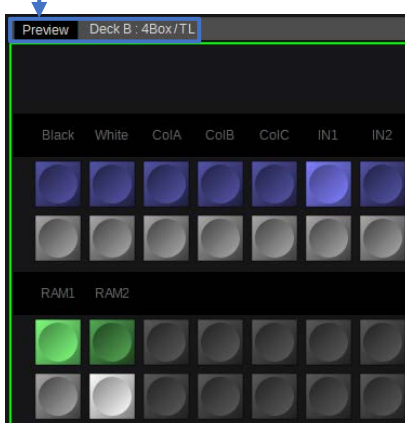 Preview Deck B : 4Box/TL
Black White ColA ColB ColC IN1 IN2
RAM1 RAM2